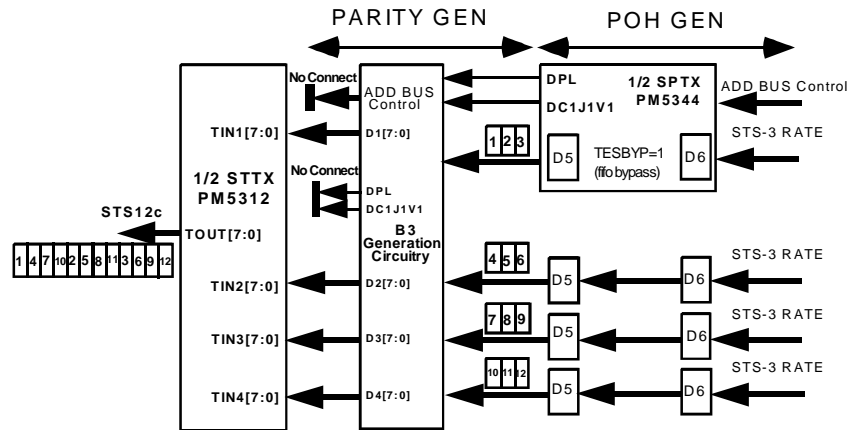 PARITY GEN
POH GEN
No Connect
ADD BUS
Control
DPL
DC1J1V1
1/2 SPTX
PM5344
ADD BUS Control
TIN1[7:0]
D1[7:0]
1 2 3
D5
TESBYP=1
(fifo bypass)
D6
STS-3 RATE
1/2 STTX
PM5312
No Connect
DPL
DC1J1V1
B3
Generation
Circuitry
STS12c
TOUT[7:0]
1 4 7 10 2 5 8 11 3 6 9 12
TIN2[7:0]
D2[7:0]
4 5 6
D5
D6
STS-3 RATE
TIN3[7:0]
D3[7:0]
7 8 9
D5
D6
STS-3 RATE
TIN4[7:0]
D4[7:0]
10 11 12
D5
D6
STS-3 RATE